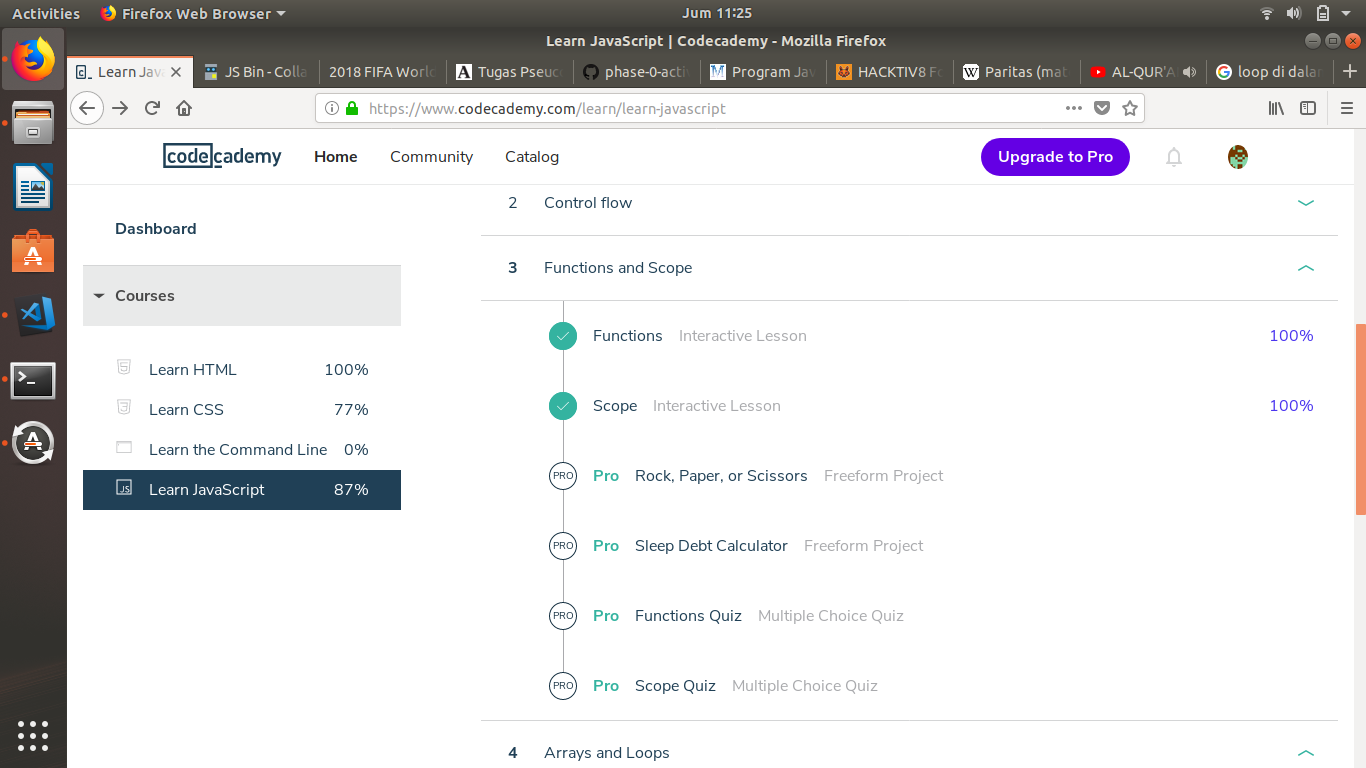 Activities Firefox Web Browser Jum 11:25
Learn JavaScript | Codecademy - Mozilla Firefox
Learn Jav JS Bin - Colla 2018 FIFA Worl Tugas Pseuc phase-0-acti Program Jav HACKTIV8 Fo Paritas (mat AL-QUR'A loop di dalar
https://www.codecademy.com/learn/learn-javascript
codecademy Home Community Catalog Upgrade to Pro
2 Control flow
Dashboard
3 Functions and Scope
Courses
Functions Interactive Lesson 100%
Learn HTML 100%
Scope Interactive Lesson 100%
Learn CSS 77%
Learn the Command Line 0%
PRO Pro Rock, Paper, or Scissors Freeform Project
JS Learn JavaScript 87%
PRO Pro Sleep Debt Calculator Freeform Project
PRO Pro Functions Quiz Multiple Choice Quiz
PRO Pro Scope Quiz Multiple Choice Quiz
4 Arrays and Loops